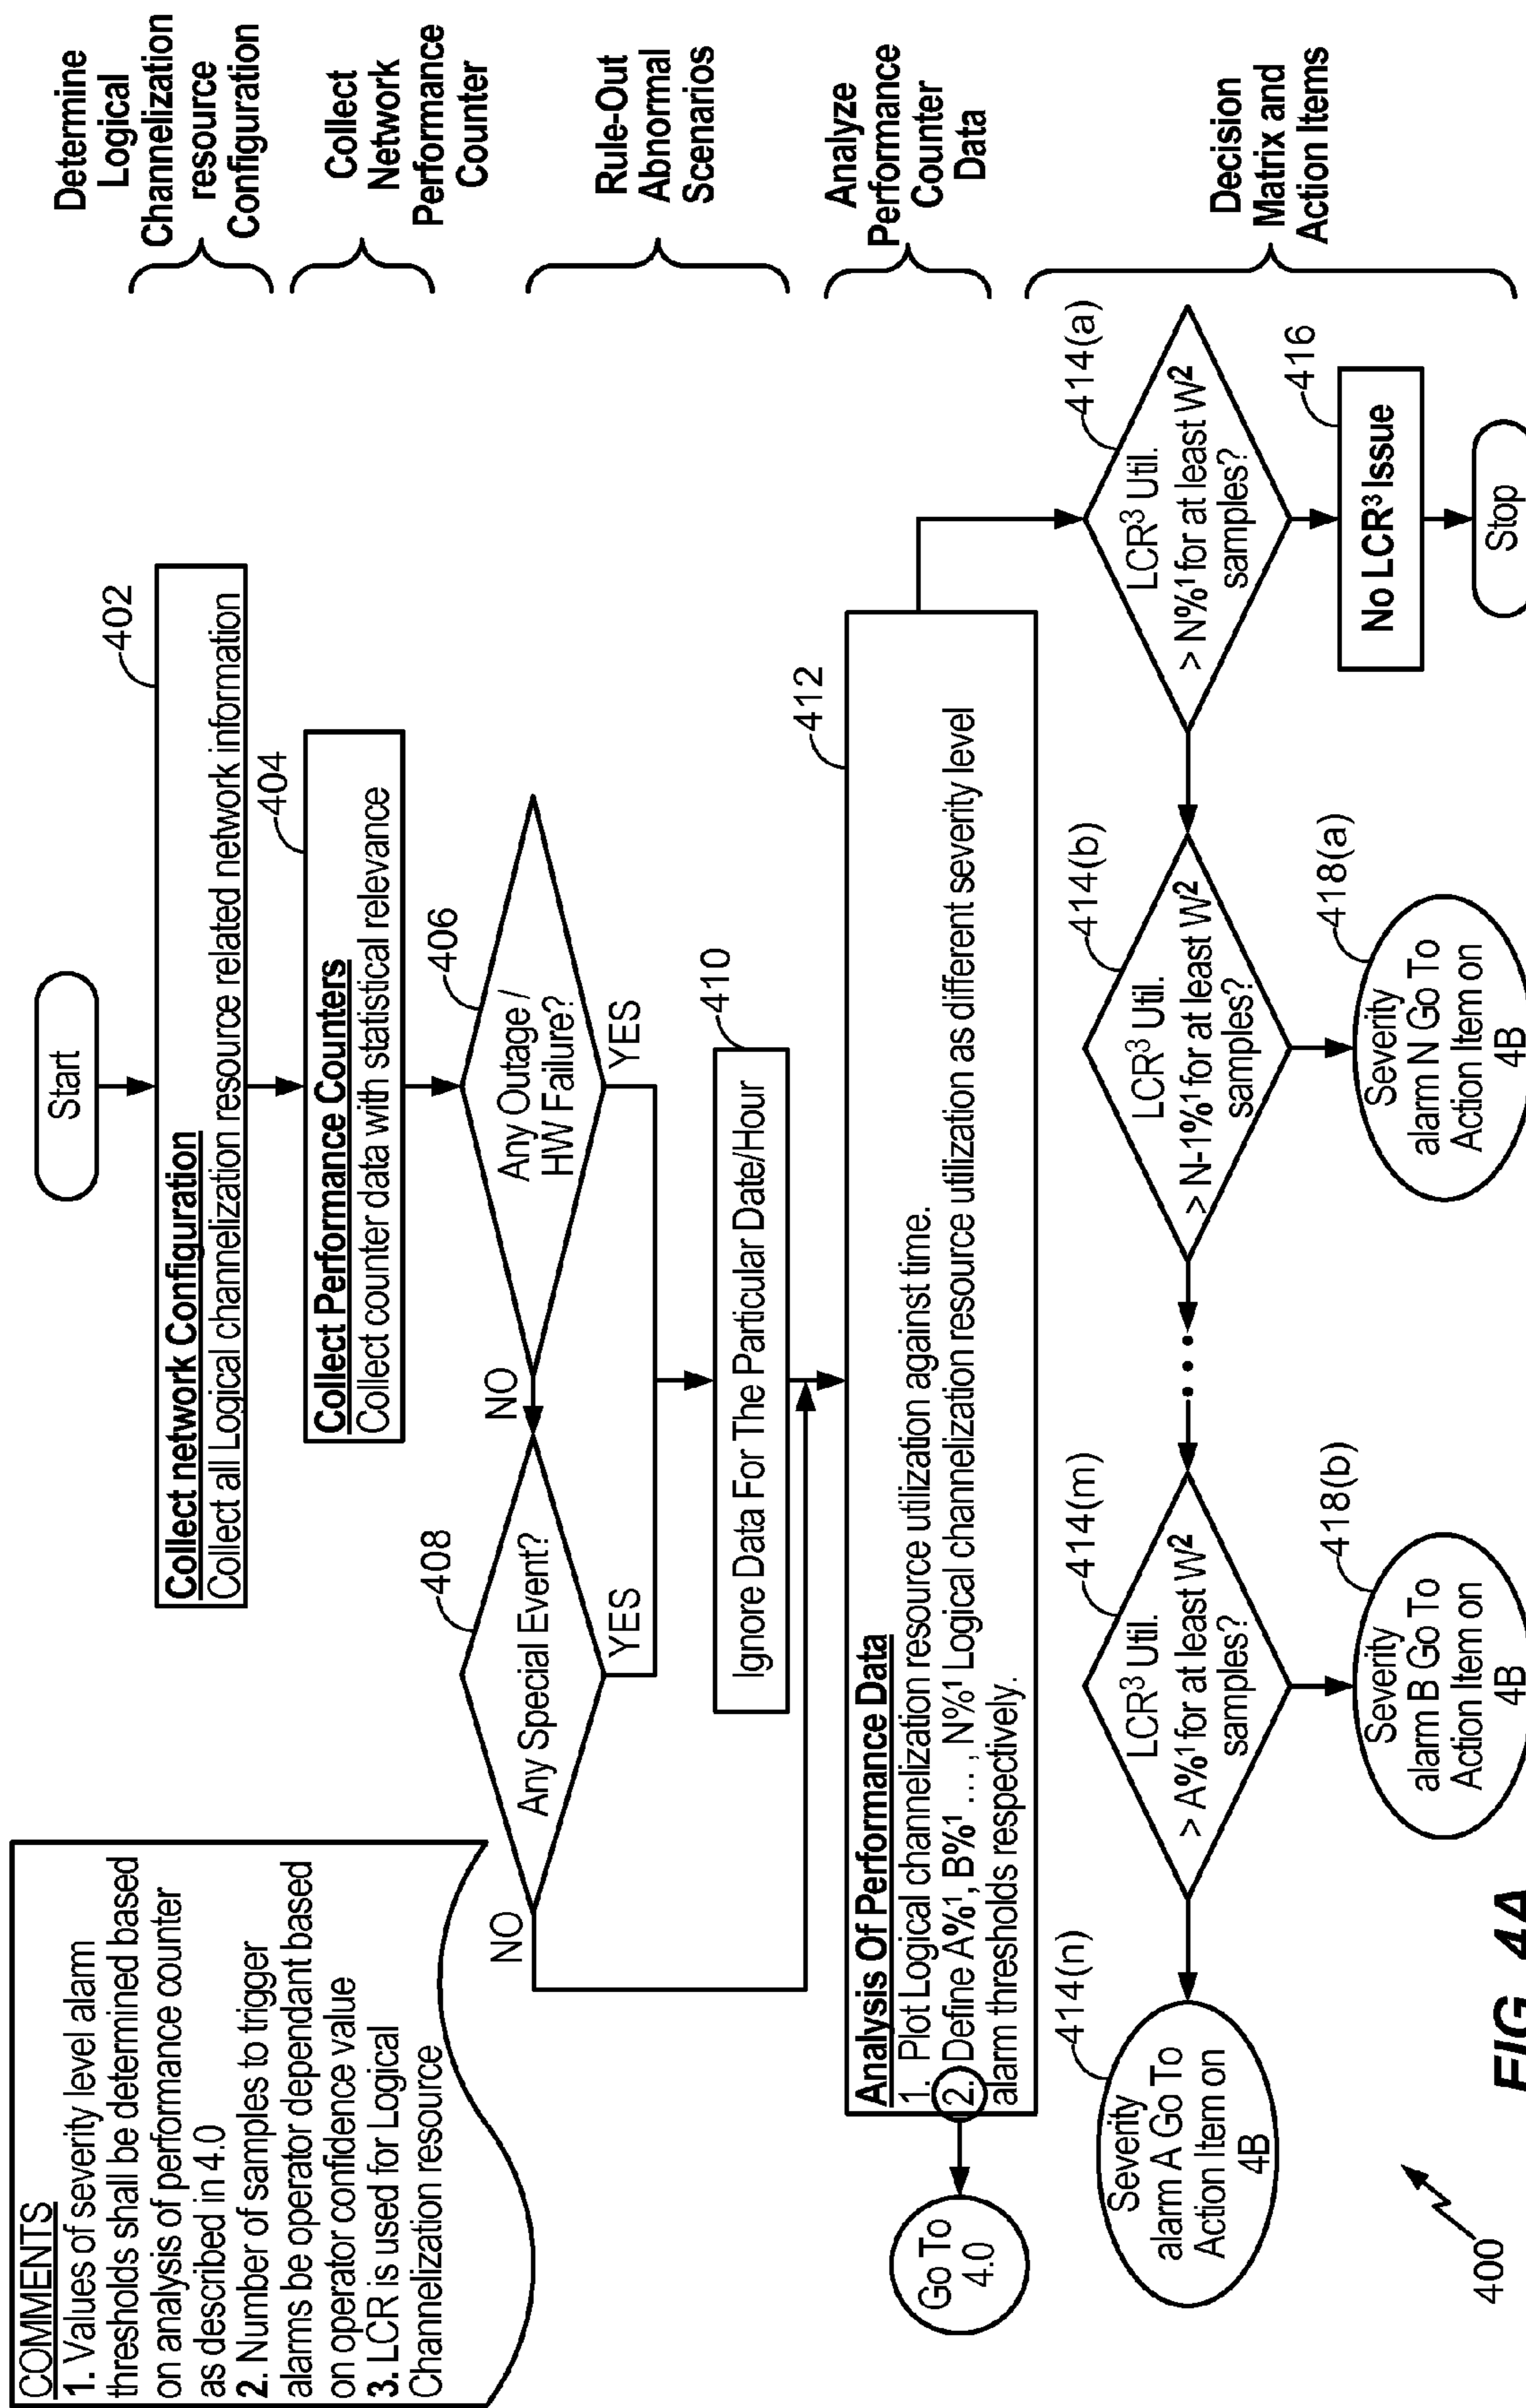 COMMENTS
1. Values of severity level alarm
thresholds shall be determined based
on analysis of performance counter
as described in 4.0
2. Number of samples to trigger
alarms be operator dependant based
on operator confidence value
3. LCR is used for Logical
Channelization resource
Start
402
Collect network Configuration
Collect all Logical channelization resource related network information
Determine
Logical
Channelization
resource
Configuration
404
Collect Performance Counters
Collect counter data with statistical relevance
Collect
Network
Performance
Counter
408
Any Special Event?
NO
YES
406
Any Outage /
HW Failure?
NO
YES
410
Ignore Data For The Particular Date/Hour
Rule-Out
Abnormal
Scenarios
412
Analysis Of Performance Data
1. Plot Logical channelization resource utilization against time.
2. Define A%¹, B%¹ ..., N%¹ Logical channelization resource utilization as different severity level
alarm thresholds respectively.
Go To
4.0
Analyze
Performance
Counter
Data
414(n)
Severity
alarm A Go To
Action Item on
4B
414(m)
LCR³ Util.
> A%¹ for at least W²
samples?
414(b)
LCR³ Util.
> N-1%¹ for at least W²
samples?
414(a)
LCR³ Util.
> N%¹ for at least W²
samples?
Decision
Matrix and
Action Items
418(b)
Severity
alarm B Go To
Action Item on
4B
418(a)
Severity
alarm N Go To
Action Item on
4B
416
No LCR³ Issue
Stop
400
FIG. 4A